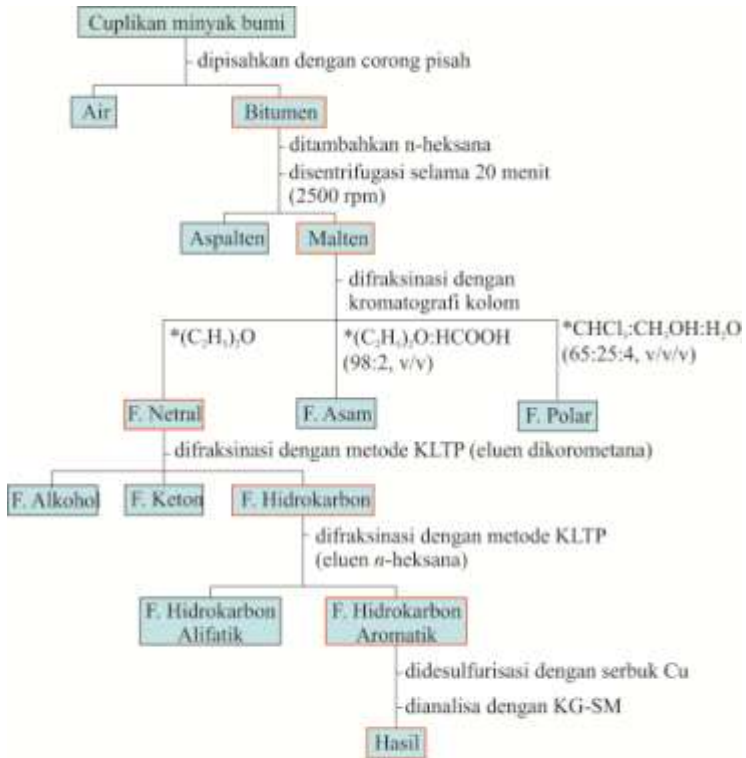 Cuplikan minyak bumi
dipisahkan dengan corong pisah
Air
Bitumen
ditambahkan n-heksana
disentrifugasi selama 20 menit
(2500 rpm)
Aspalten
Malten
difraksinasi dengan
kromatografi kolom
*(C₂H₅)₂O
*(C₂H₅)₂O:HCOOH
(98:2, v/v)
*CHCl₃:CH₃OH:H₂O
(65:25:4, v/v/v)
F. Netral
F. Asam
F. Polar
difraksinasi dengan metode KLTP (eluen dikorometana)
F. Alkohol
F. Keton
F. Hidrokarbon
difraksinasi dengan metode KLTP
(eluen n-heksana)
F. Hidrokarbon
Alifatik
F. Hidrokarbon
Aromatik
didesulfurisasi dengan serbuk Cu
dianalisa dengan KG-SM
Hasil